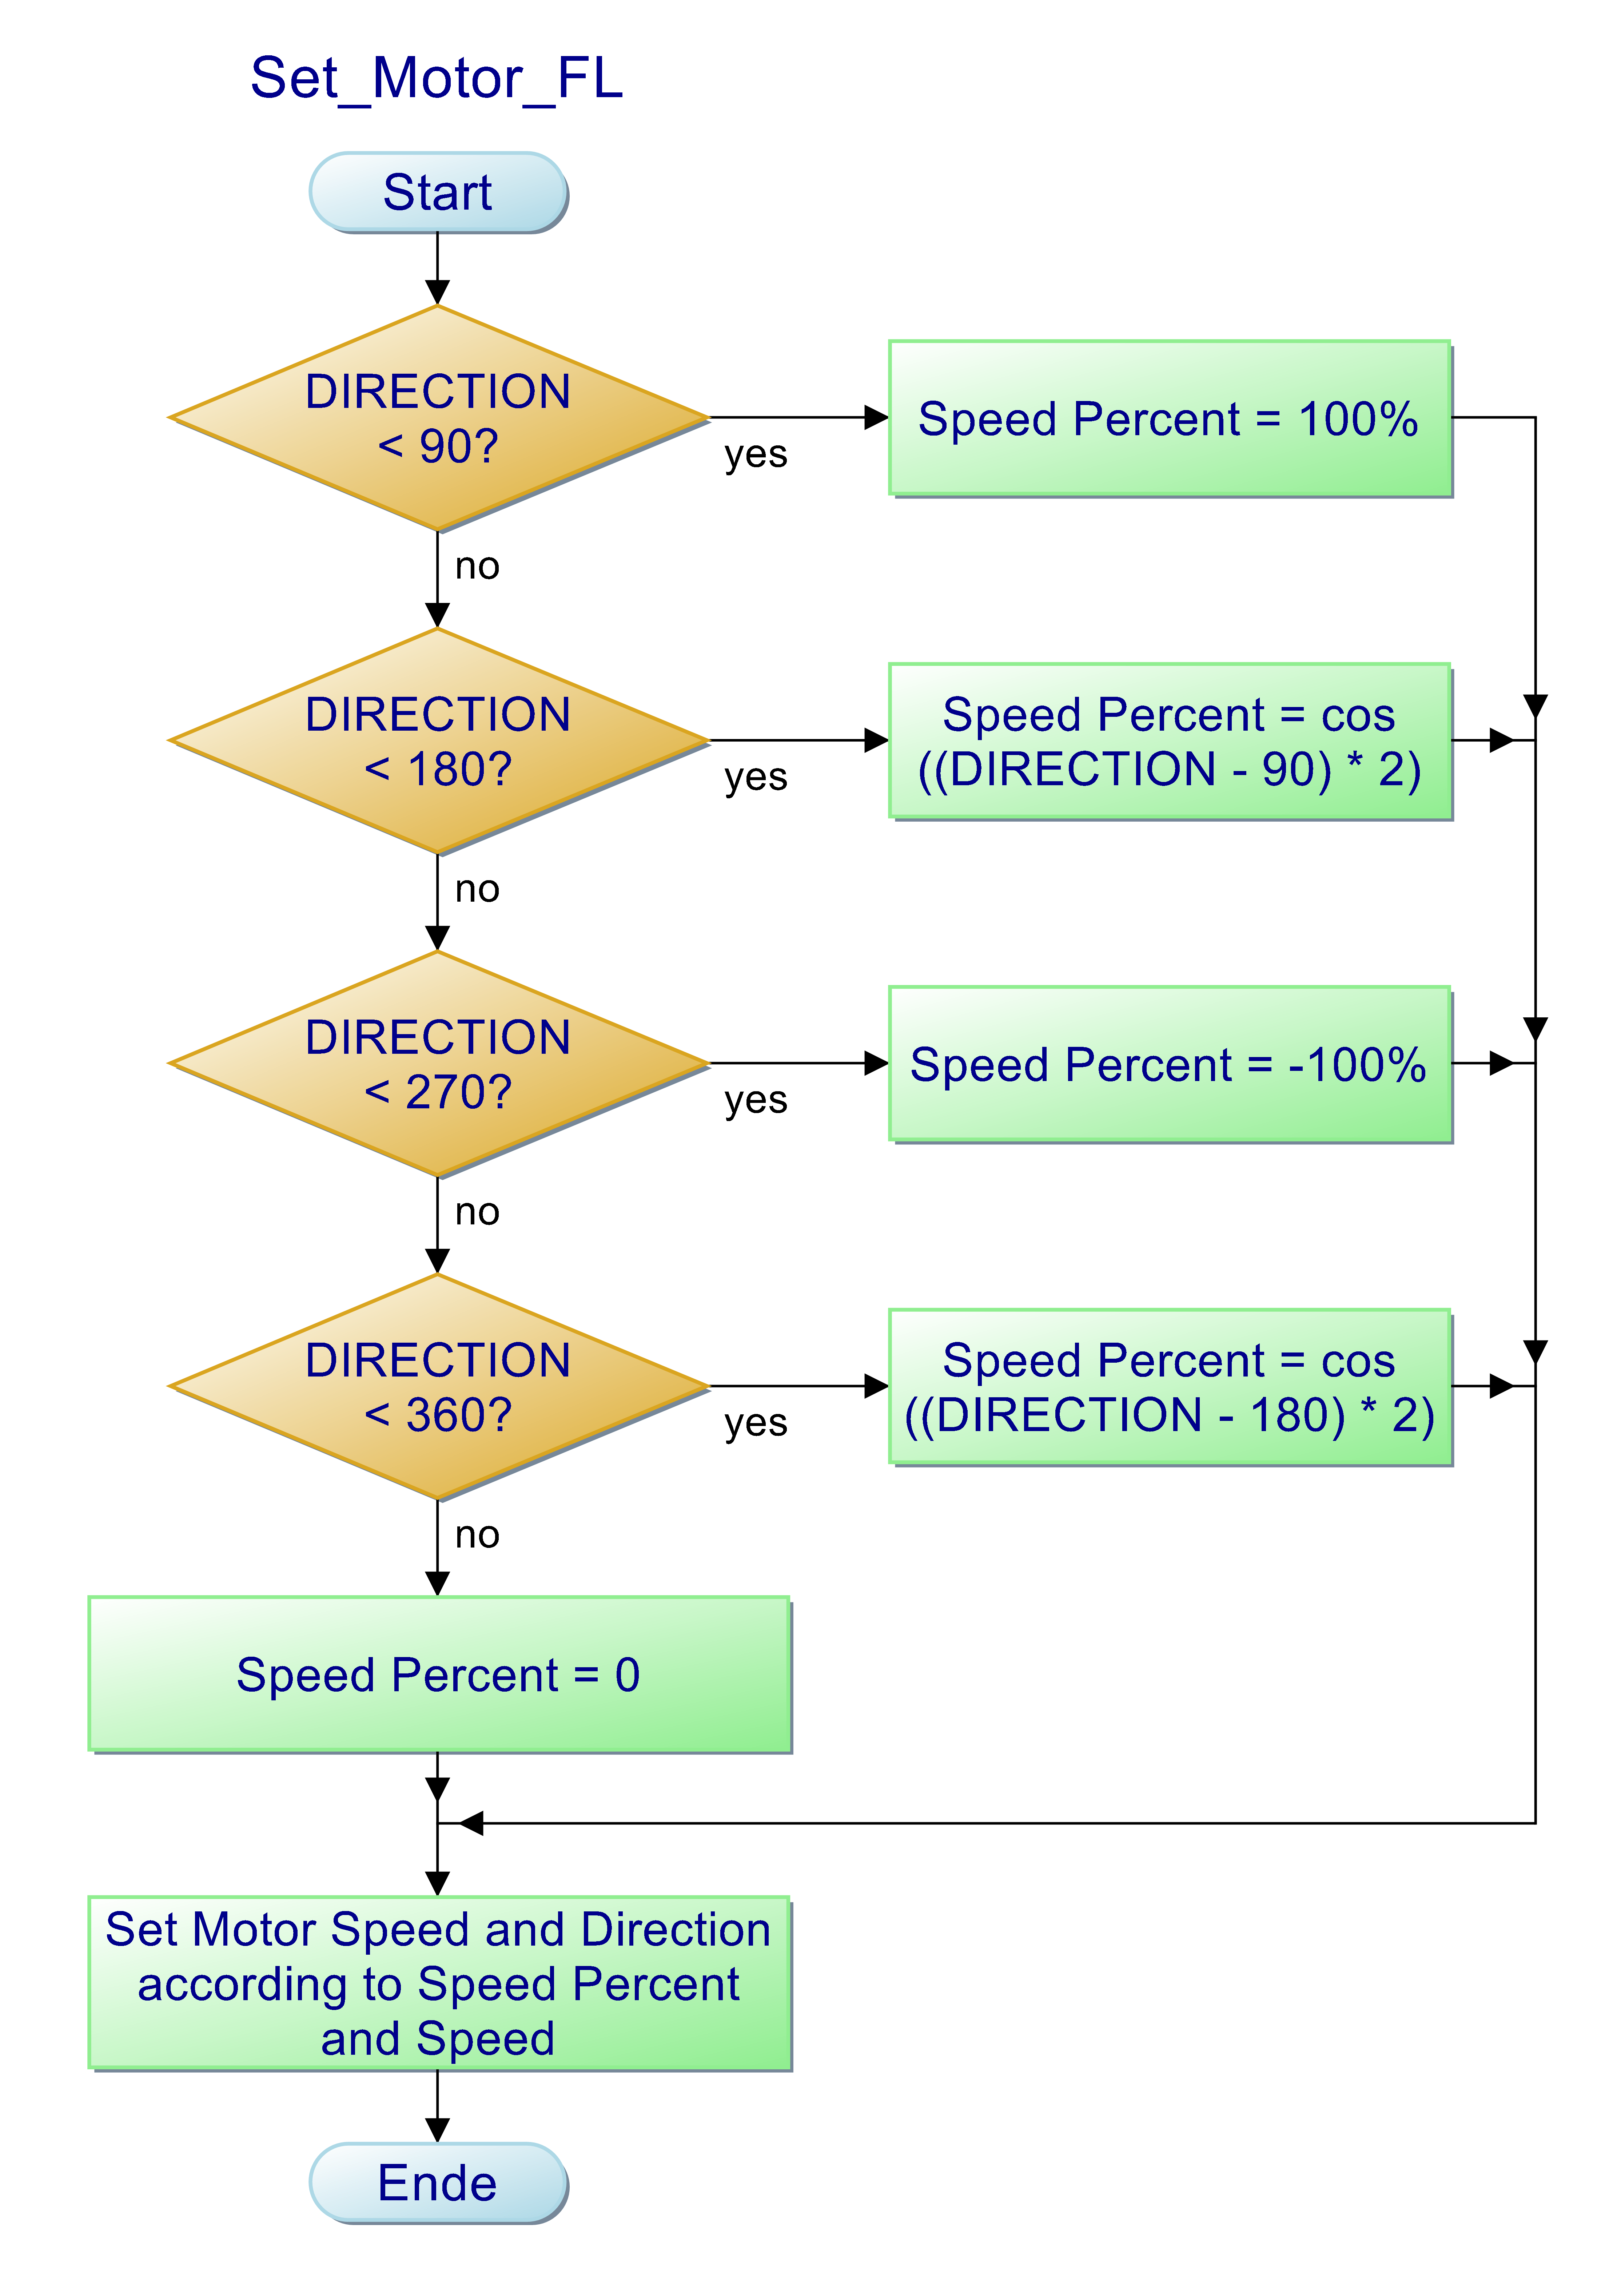 Set_Motor_FL
Start
DIRECTION
< 90?
yes
Speed Percent = 100%
no
DIRECTION
< 180?
yes
Speed Percent = cos
((DIRECTION - 90) * 2)
no
DIRECTION
< 270?
yes
Speed Percent = -100%
no
DIRECTION
< 360?
yes
Speed Percent = cos
((DIRECTION - 180) * 2)
no
Speed Percent = 0
Set Motor Speed and Direction
according to Speed Percent
and Speed
Ende